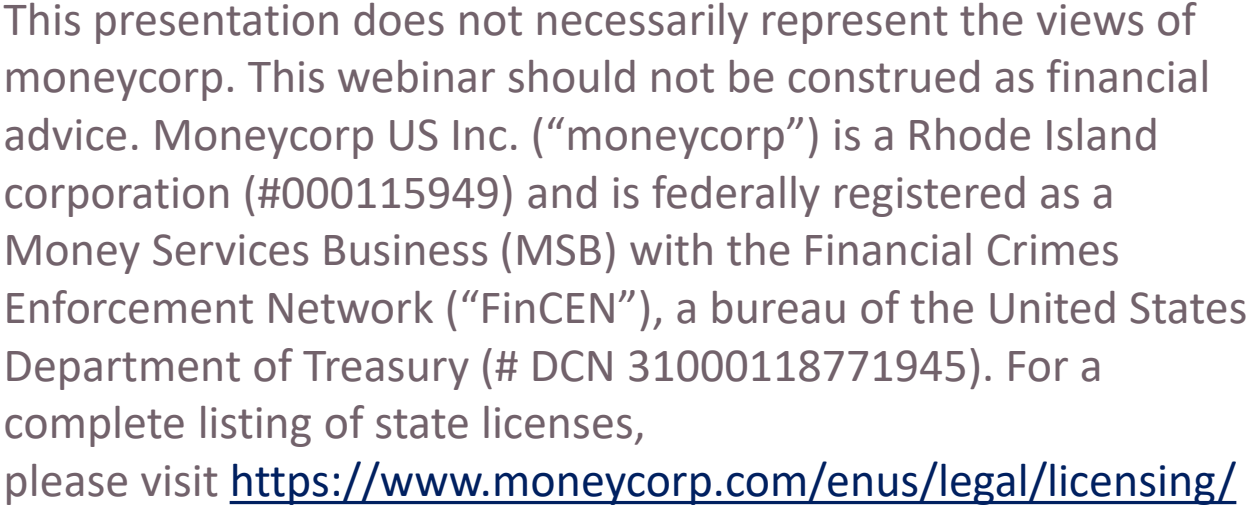 This presentation does not necessarily represent the views of
moneycorp. This webinar should not be construed as financial
advice. Moneycorp US Inc. (“moneycorp”) is a Rhode Island
corporation (#000115949) and is federally registered as a
Money Services Business (MSB) with the Financial Crimes
Enforcement Network (“FinCEN”), a bureau of the United States
Department of Treasury (# DCN 31000118771945). For a
complete listing of state licenses,
please visit https://www.moneycorp.com/enus/legal/licensing/